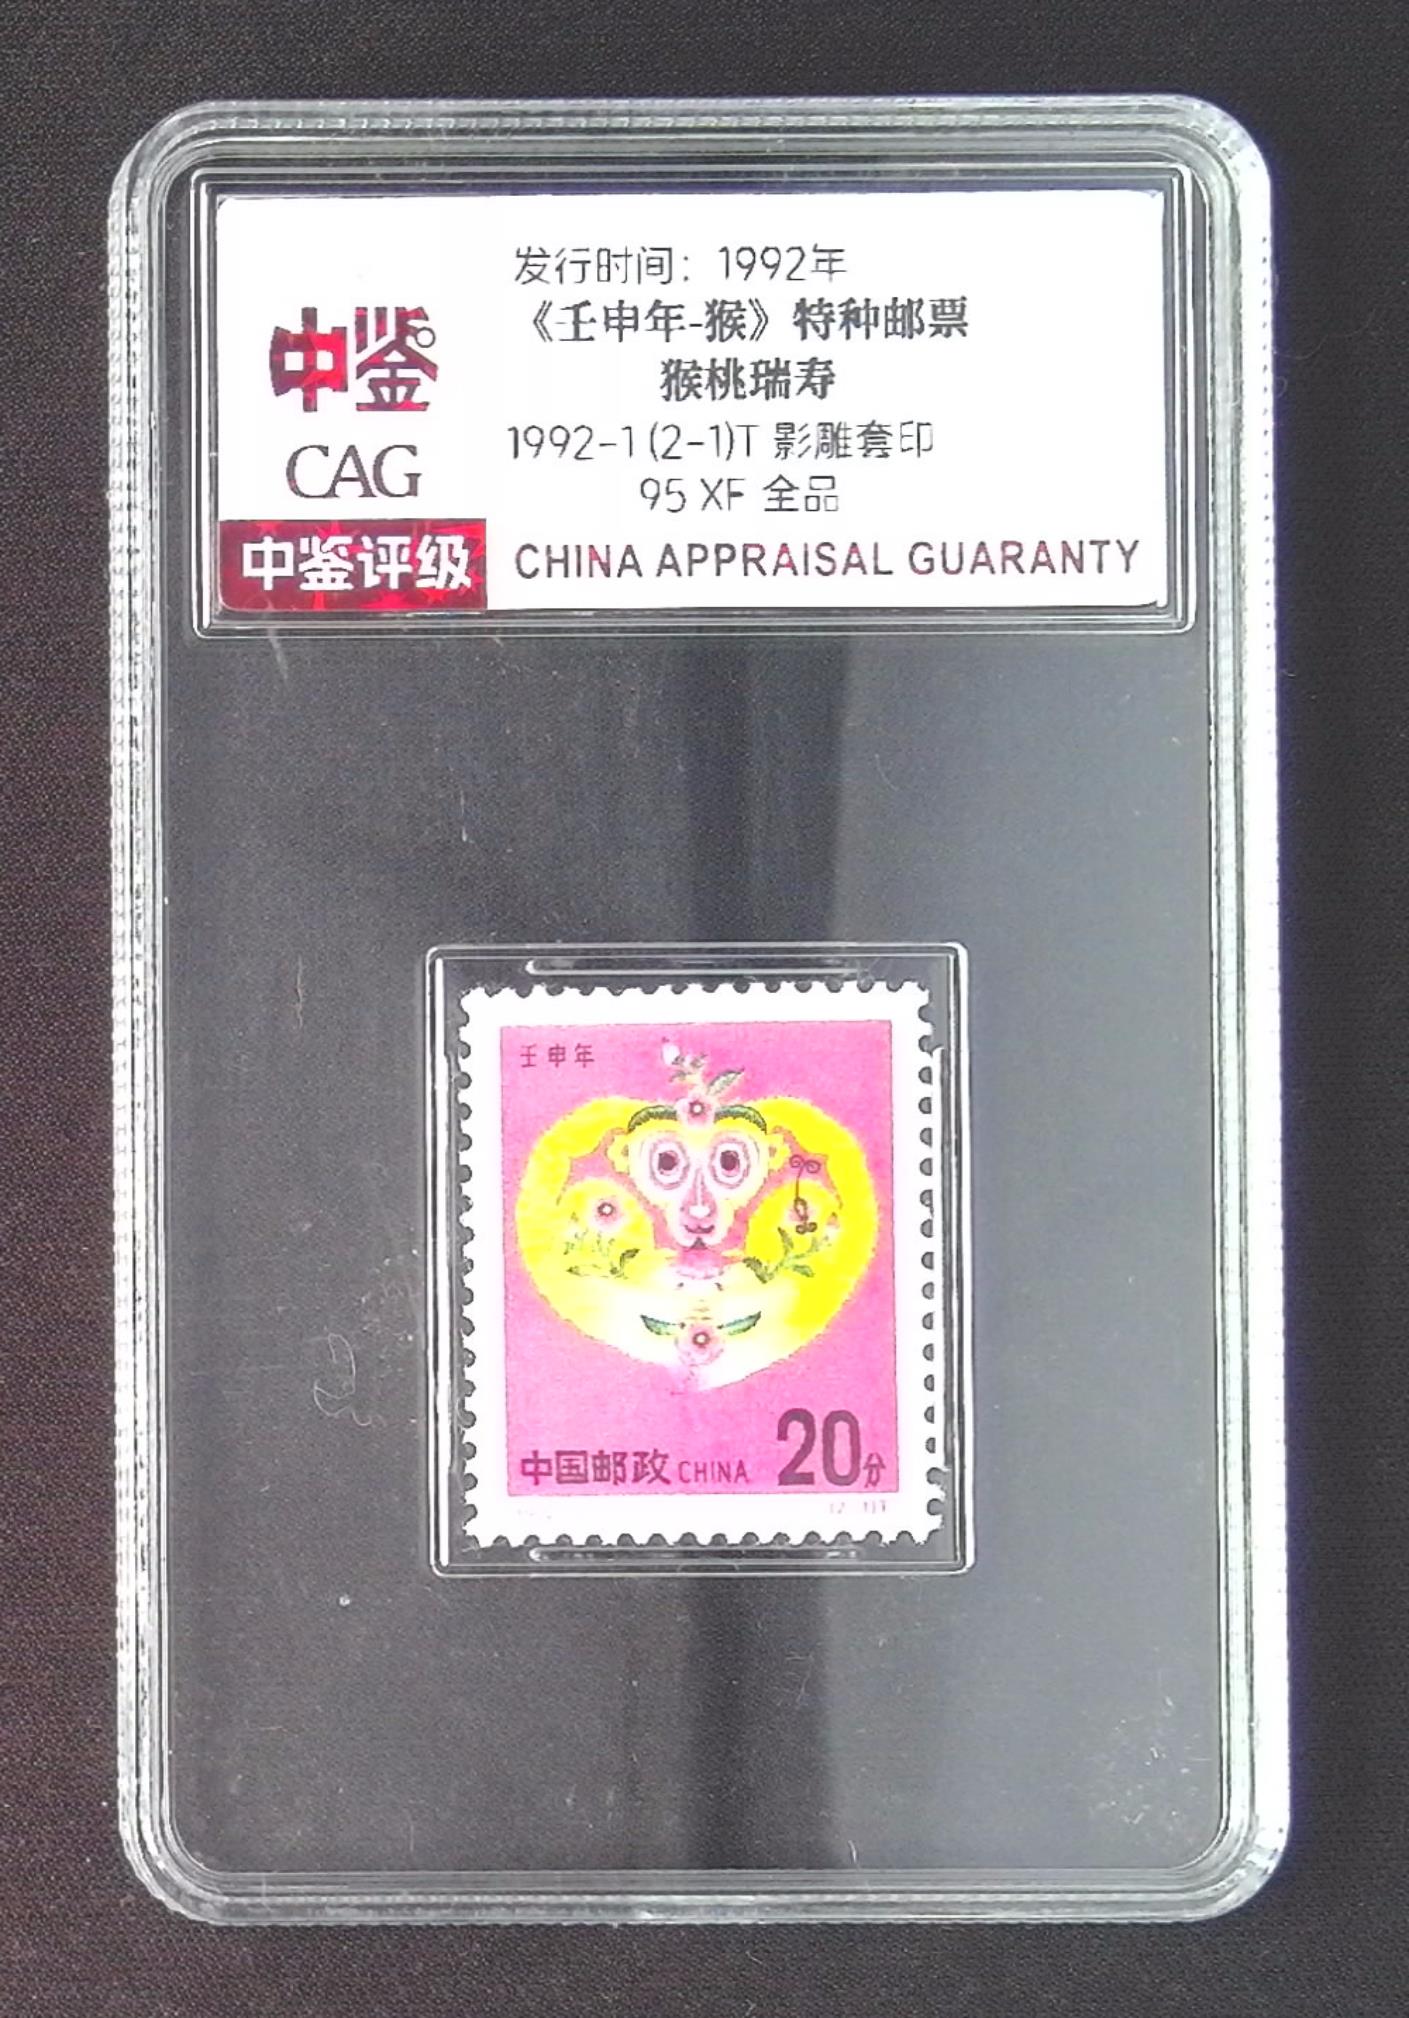 发行时间：1992年
《壬申年-猴》特种邮票
猴桃瑞寿
1992-1(2-1)T 影雕套印
95 XF 全品
中鉴
CAG
中鉴评级
CHINA APPRAISAL GUARANTY
壬申年
中国邮政 CHINA 20分
(2-1)T